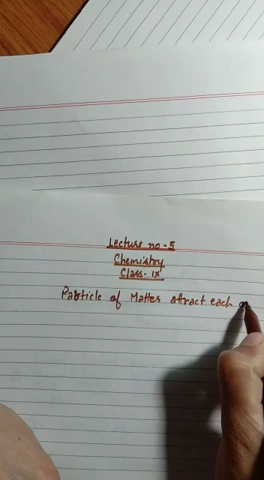 Lecture no - 5
Chemistry
Class - IX
Particle of Matter attract each